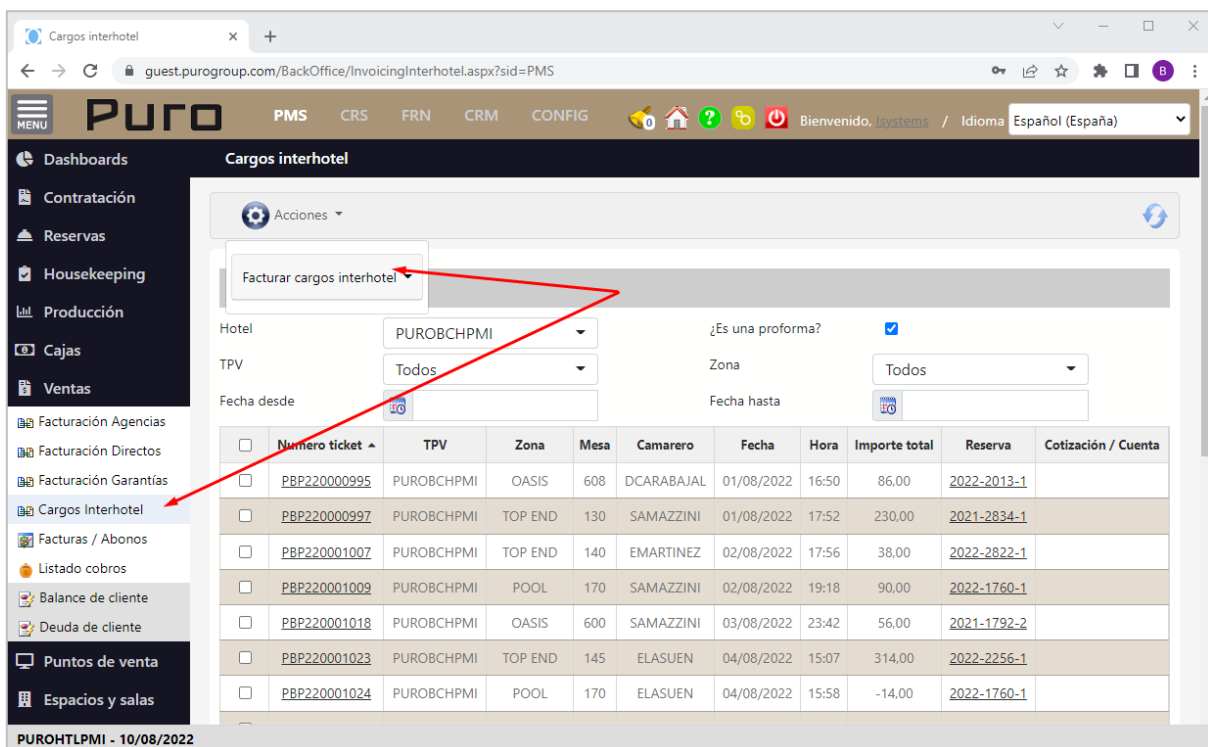 Cargos interhotel
guest.purogroup.com/BackOffice/InvoicingInterhotel.aspx?sid=PMS
B
MENU
Puro
PMS CRS FRN CRM CONFIG 0 ? Bienvenido, lsystems / Idioma Español (España)
Dashboards
Contratación
Reservas
Housekeeping
Producción
Cajas
Ventas
Facturación Agencias
Facturación Directos
Facturación Garantías
Cargos Interhotel
Facturas / Abonos
Listado cobros
Balance de cliente
Deuda de cliente
Puntos de venta
Espacios y salas
Cargos interhotel
Acciones
Facturar cargos interhotel
Hotel PUROBCHPMI ¿Es una proforma?
TPV Todos Zona Todos
Fecha desde Fecha hasta
Numero ticket TPV Zona Mesa Camarero Fecha Hora Importe total Reserva Cotización / Cuenta
PBP220000995 PUROBCHPMI OASIS 608 DCARABAJAL 01/08/2022 16:50 86,00 2022-2013-1
PBP220000997 PUROBCHPMI TOP END 130 SAMAZZINI 01/08/2022 17:52 230,00 2021-2834-1
PBP220001007 PUROBCHPMI TOP END 140 EMARTINEZ 02/08/2022 17:56 38,00 2022-2822-1
PBP220001009 PUROBCHPMI POOL 170 SAMAZZINI 02/08/2022 19:18 90,00 2022-1760-1
PBP220001018 PUROBCHPMI OASIS 600 SAMAZZINI 03/08/2022 23:42 56,00 2021-1792-2
PBP220001023 PUROBCHPMI TOP END 145 ELASUEN 04/08/2022 15:07 314,00 2022-2256-1
PBP220001024 PUROBCHPMI POOL 170 ELASUEN 04/08/2022 15:58 -14,00 2022-1760-1
PUROHTLPMI - 10/08/2022